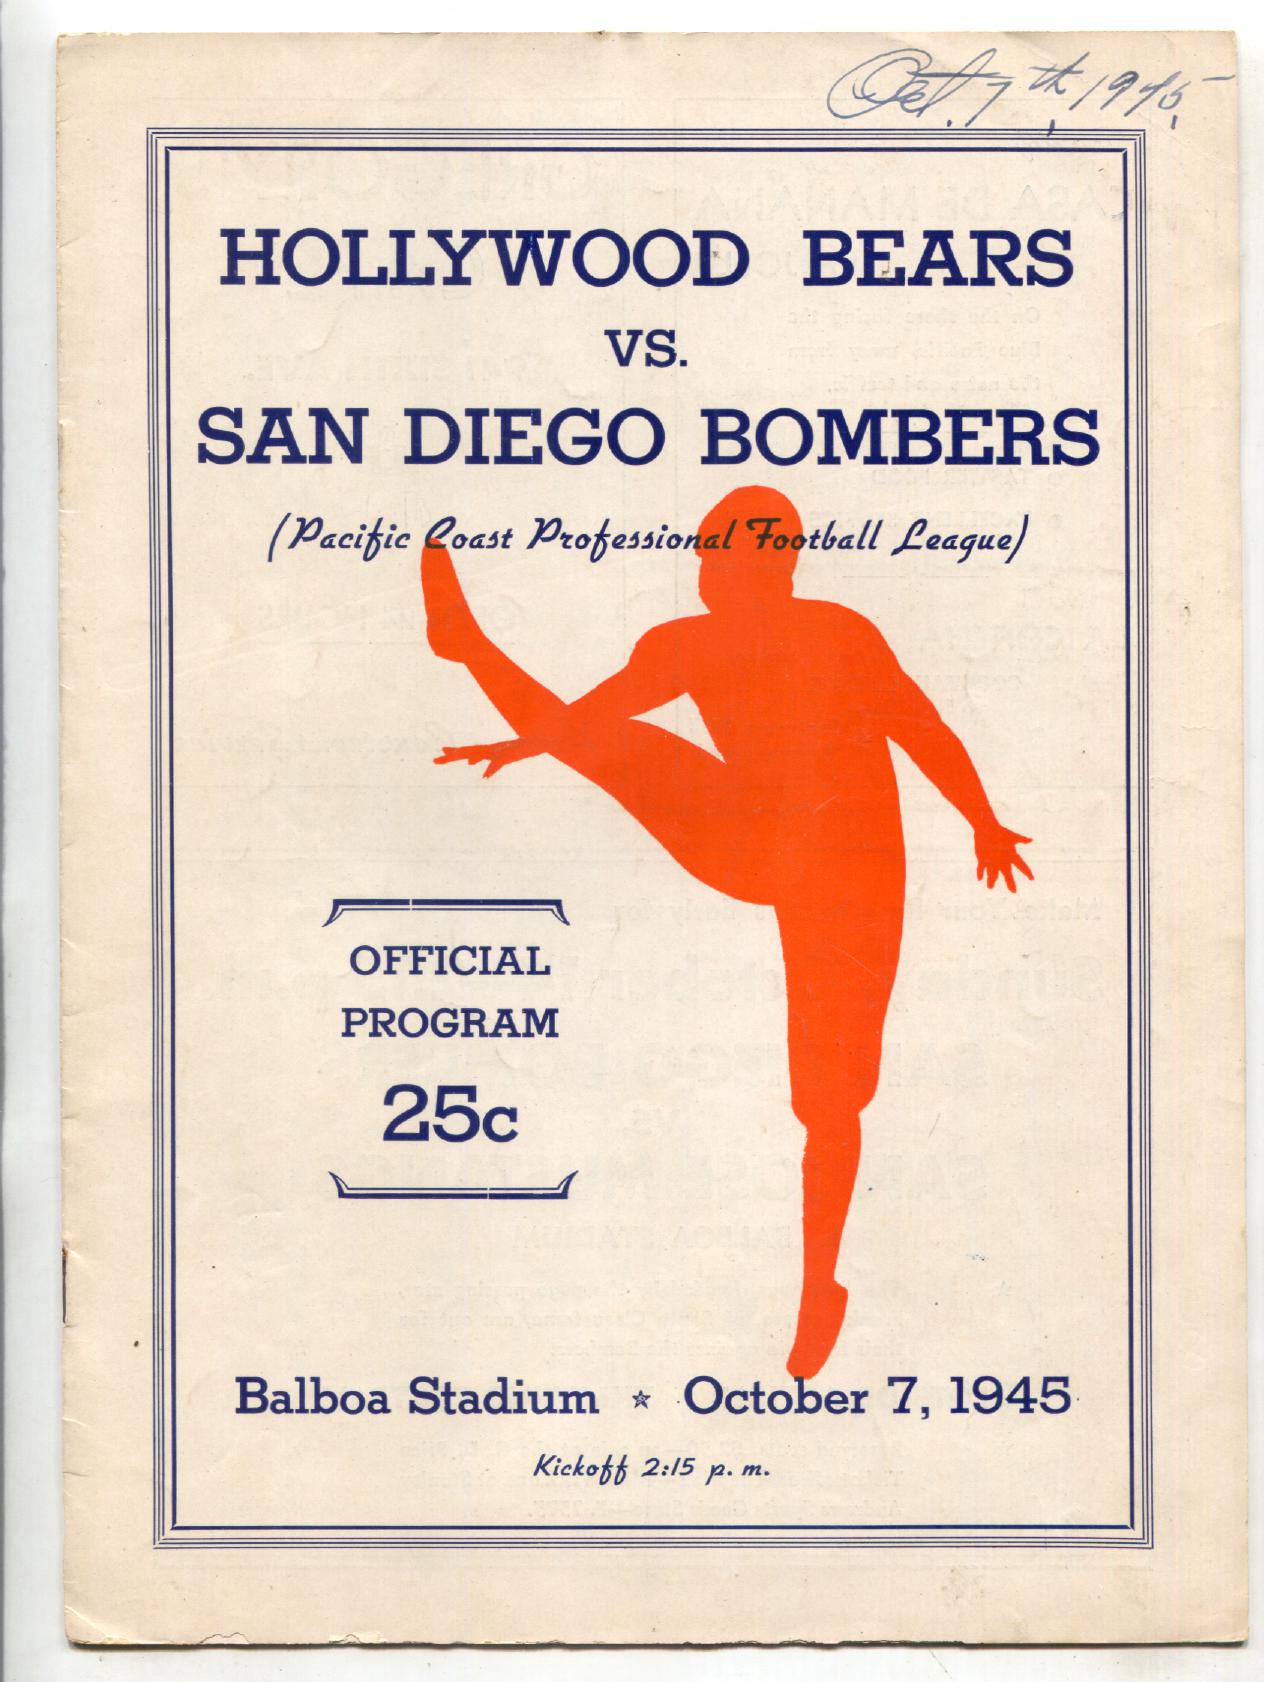 Oct. 7th, 1945
HOLLYWOOD BEARS
VS.
SAN DIEGO BOMBERS
(Pacific Coast Professional Football League)
OFFICIAL
PROGRAM
25c
Balboa Stadium ★ October 7, 1945
Kickoff 2:15 p. m.